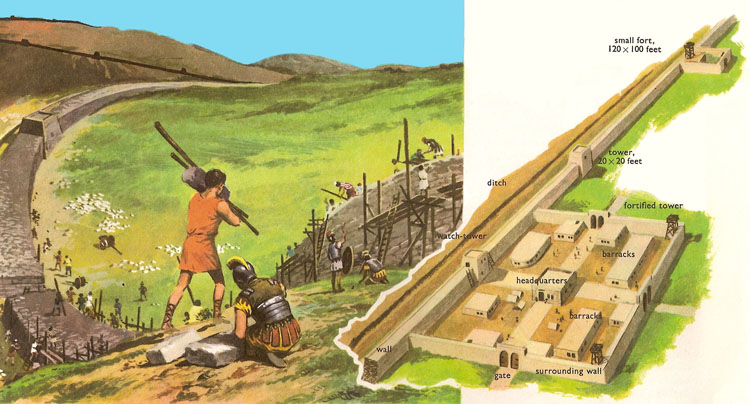 small fort,
120 × 100 feet
tower,
20 × 20 feet
ditch
fortified tower
watch-tower
barracks
headquarters
barracks
wall
surrounding wall
gate